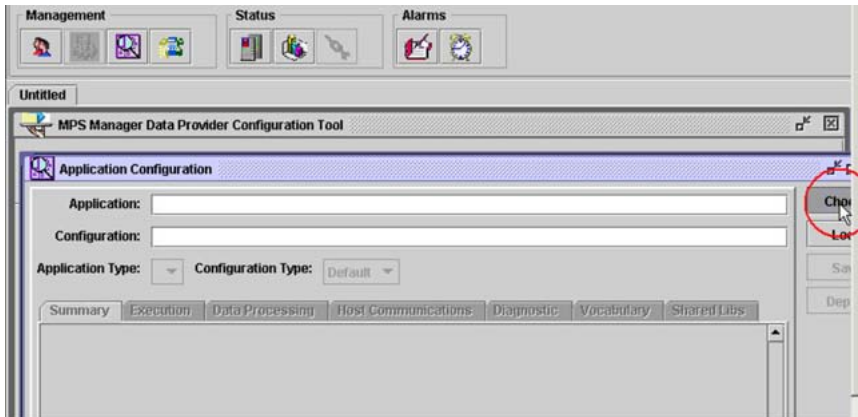 Management Status Alarms
Untitled
MPS Manager Data Provider Configuration Tool
Application Configuration
Application:
Configuration:
Application Type: Configuration Type: Default
Summary Execution Data Processing Host Communications Diagnostic Vocabulary Shared Libs